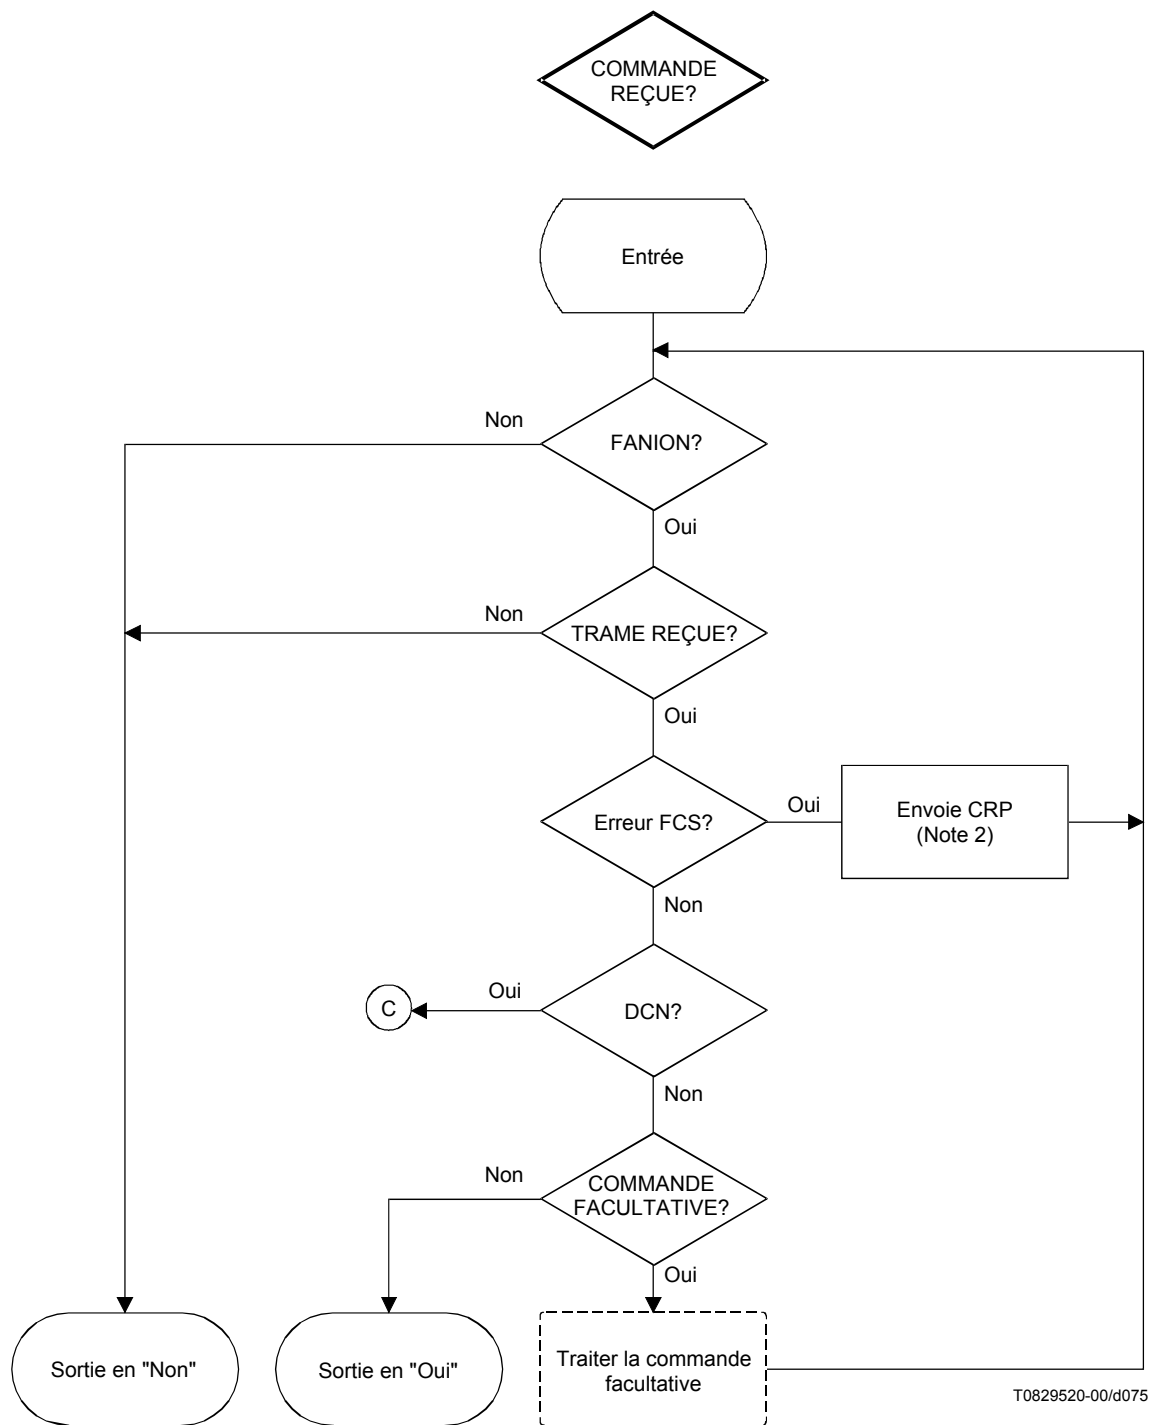 COMMANDE
REÇUE?
Entrée
Non
FANION?
Oui
Non
TRAME REÇUE?
Oui
Erreur FCS?
Oui
Envoie CRP
(Note 2)
Non
C
Oui
DCN?
Non
Non
COMMANDE
FACULTATIVE?
Oui
Sortie en "Non"
Sortie en "Oui"
Traiter la commande
facultative
T0829520-00/d075